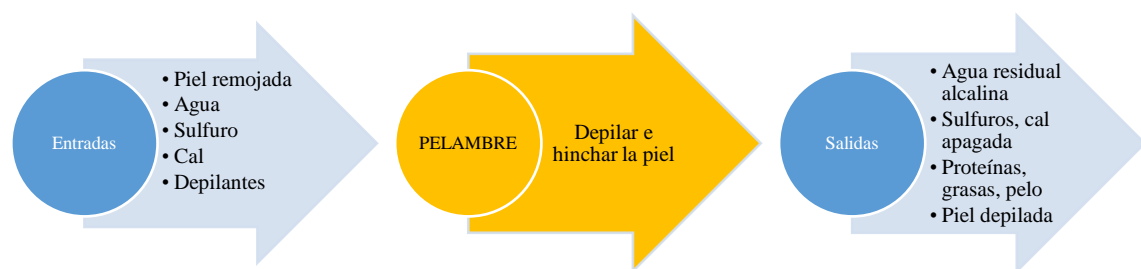 Entradas
• Piel remojada
• Agua
• Sulfuro
• Cal
• Depilantes
PELAMBRE
Depilar e
hinchar la piel
Salidas
• Agua residual
alcalina
• Sulfuros, cal
apagada
• Proteínas,
grasas, pelo
• Piel depilada